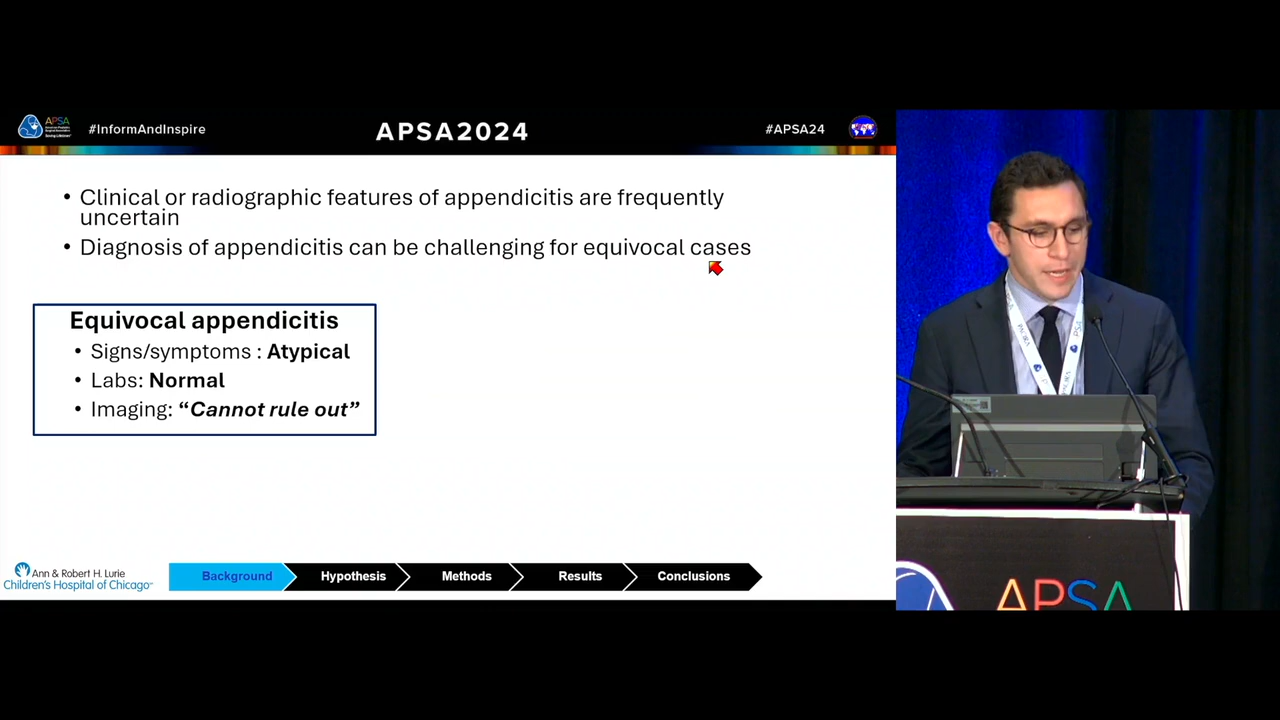 APSA
#InformAndInspire
APSA2024
#APSA24
• Clinical or radiographic features of appendicitis are frequently
uncertain
• Diagnosis of appendicitis can be challenging for equivocal cases
Equivocal appendicitis
• Signs/symptoms : Atypical
• Labs: Normal
• Imaging: “Cannot rule out”
Ann & Robert H. Lurie
Children's Hospital of Chicago
Background
Hypothesis
Methods
Results
Conclusions
APSA